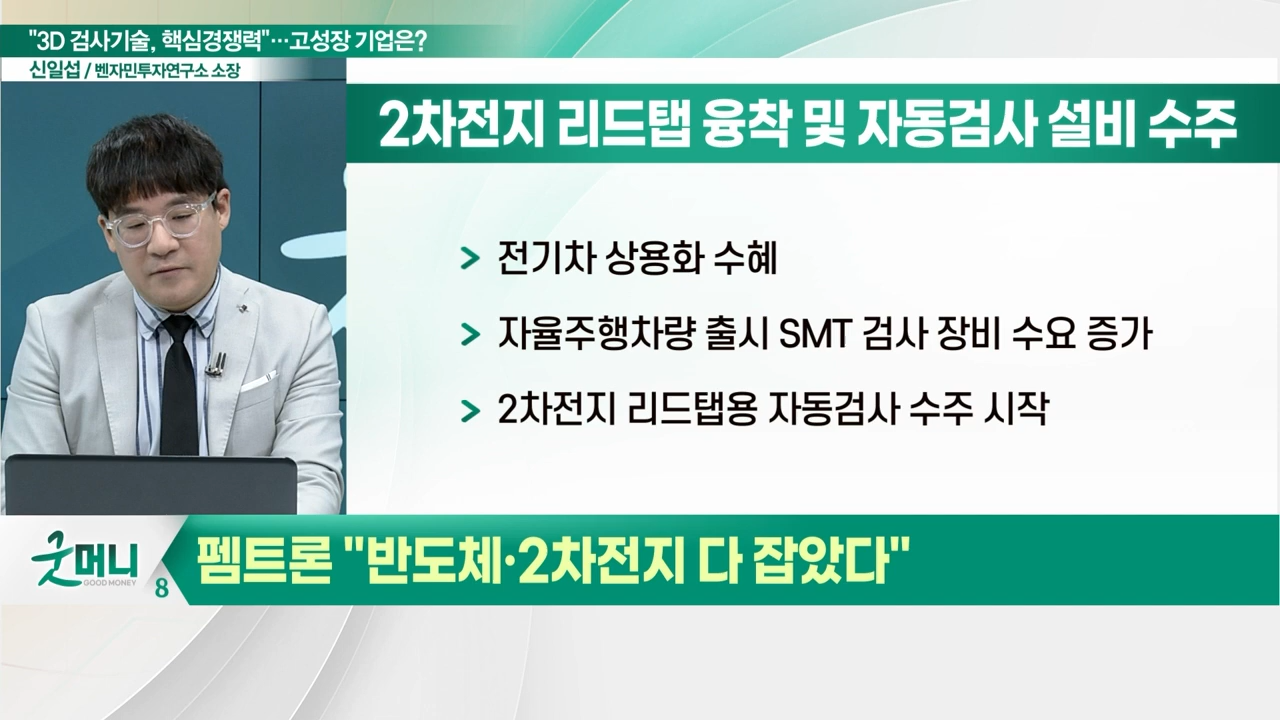 "3D 검사기술, 핵심경쟁력"…고성장 기업은?
신일섭 / 벤자민투자연구소 소장
2차전지 리드탭 융착 및 자동검사 설비 수주
> 전기차 상용화 수혜
> 자율주행차량 출시 SMT 검사 장비 수요 증가
> 2차전지 리드탭용 자동검사 수주 시작
굿머니
GOOD MONEY
8
펨트론 "반도체·2차전지 다 잡았다"